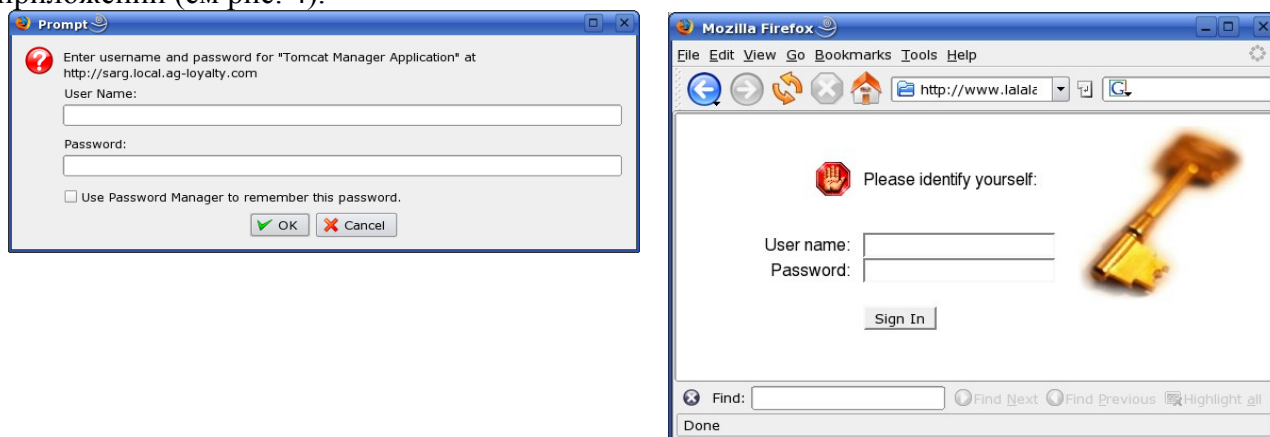 приложений (см рис. 4).
Prompt
Enter username and password for "Tomcat Manager Application" at
http://sarg.local.ag-loyalty.com
User Name:
Password:
Use Password Manager to remember this password.
OK
Cancel
Mozilla Firefox
File Edit View Go Bookmarks Tools Help
http://www.lalala
G
Please identify yourself:
User name:
Password:
Sign In
Find:
Find Next Find Previous Highlight all
Done